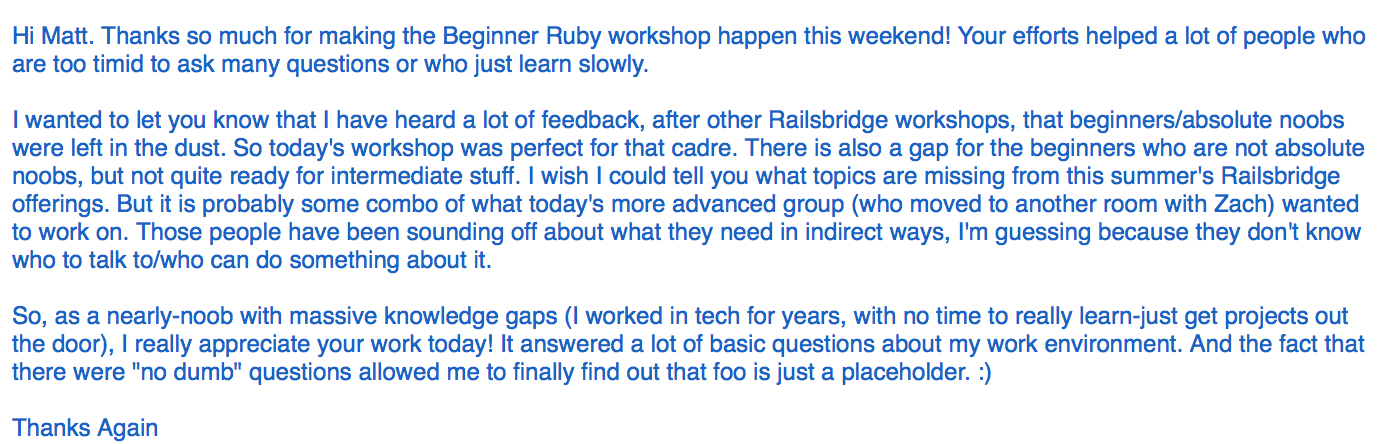 Hi Matt. Thanks so much for making the Beginner Ruby workshop happen this weekend! Your efforts helped a lot of people who
are too timid to ask many questions or who just learn slowly.
I wanted to let you know that I have heard a lot of feedback, after other Railsbridge workshops, that beginners/absolute noobs
were left in the dust. So today's workshop was perfect for that cadre. There is also a gap for the beginners who are not absolute
noobs, but not quite ready for intermediate stuff. I wish I could tell you what topics are missing from this summer's Railsbridge
offerings. But it is probably some combo of what today's more advanced group (who moved to another room with Zach) wanted
to work on. Those people have been sounding off about what they need in indirect ways, I'm guessing because they don't know
who to talk to/who can do something about it.
So, as a nearly-noob with massive knowledge gaps (I worked in tech for years, with no time to really learn-just get projects out
the door), I really appreciate your work today! It answered a lot of basic questions about my work environment. And the fact that
there were "no dumb" questions allowed me to finally find out that foo is just a placeholder. :)
Thanks Again